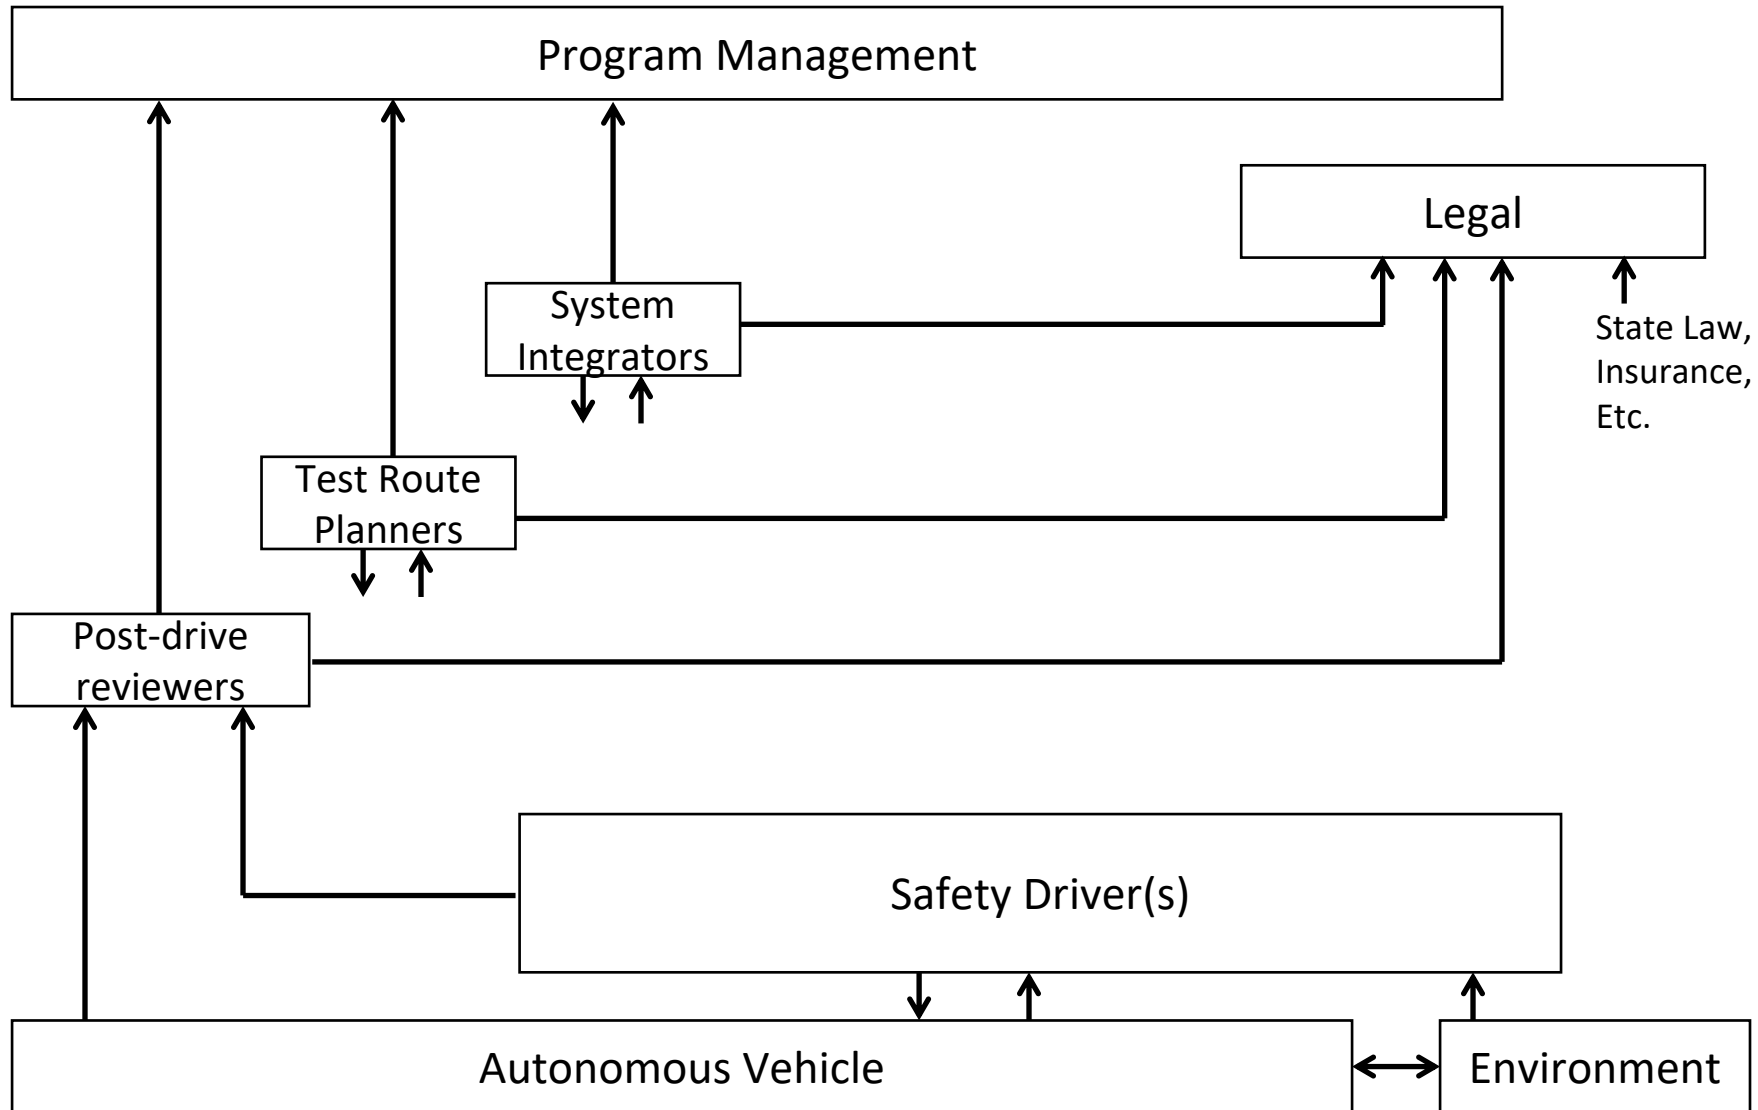 Program Management
Legal
System
Integrators
State Law,
Insurance,
Etc.
Test Route
Planners
Post-drive
reviewers
Safety Driver(s)
Autonomous Vehicle
Environment